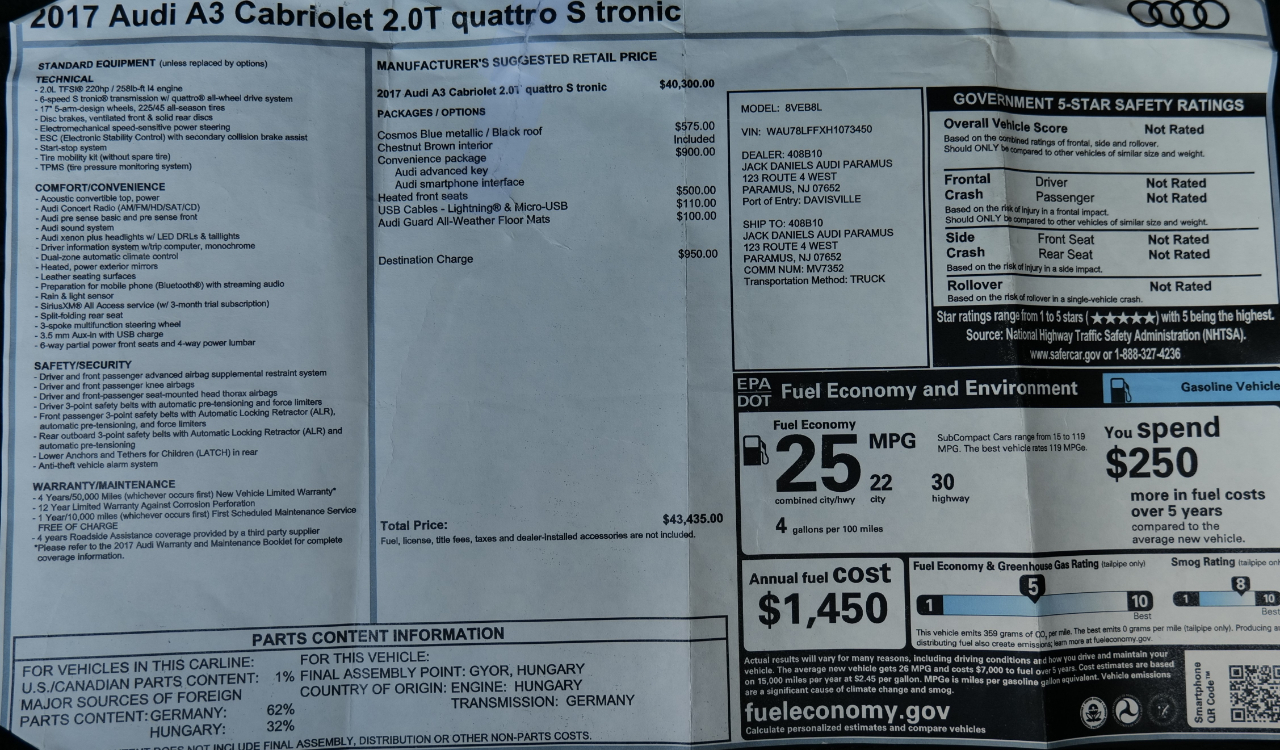 2017 Audi A3 Cabriolet 2.0T quattro S tronic
STANDARD EQUIPMENT (unless replaced by options)
TECHNICAL
- 2.0L TFSI® 220hp / 258lb-ft I4 engine
- 6-speed S tronic® transmission w/ quattro® all-wheel drive system
- 17" 5-arm-design wheels, 225/45 all-season tires
- Disc brakes, ventilated front & solid rear discs
- Electromechanical speed-sensitive power steering
- ESC (Electronic Stability Control) with secondary collision brake assist
- Start-stop system
- Tire mobility kit (without spare tire)
- TPMS (tire pressure monitoring system)
COMFORT/CONVENIENCE
- Acoustic convertible top, power
- Audi Concert Radio (AM/FM/HD/SAT/CD)
- Audi pre sense basic and pre sense front
- Audi sound system
- Audi xenon plus headlights w/ LED DRLs & taillights
- Driver information system w/trip computer, monochrome
- Dual-zone automatic climate control
- Heated, power exterior mirrors
- Leather seating surfaces
- Preparation for mobile phone (Bluetooth®) with streaming audio
- Rain & light sensor
- SiriusXM® All Access service (w/ 3-month trial subscription)
- Split-folding rear seat
- 3-spoke multifunction steering wheel
- 3.5 mm Aux-In with USB charge
- 6-way partial power front seats and 4-way power lumbar
SAFETY/SECURITY
- Driver and front passenger advanced airbag supplemental restraint system
- Driver and front passenger knee airbags
- Driver and front-passenger seat-mounted head thorax airbags
- Driver 3-point safety belts with automatic pre-tensioning and force limiters
- Front passenger 3-point safety belts with Automatic Locking Retractor (ALR),
automatic pre-tensioning, and force limiters
- Rear outboard 3-point safety belts with Automatic Locking Retractor (ALR) and
automatic pre-tensioning
- Lower Anchors and Tethers for Children (LATCH) in rear
- Anti-theft vehicle alarm system
WARRANTY/MAINTENANCE
- 4 Years/50,000 Miles (whichever occurs first) New Vehicle Limited Warranty*
- 12 Year Limited Warranty Against Corrosion Perforation
- 1 Year/10,000 miles (whichever occurs first) First Scheduled Maintenance Service
FREE OF CHARGE
- 4 years Roadside Assistance coverage provided by a third party supplier
*Please refer to the 2017 Audi Warranty and Maintenance Booklet for complete
coverage information.
MANUFACTURER'S SUGGESTED RETAIL PRICE
2017 Audi A3 Cabriolet 2.0T quattro S tronic $40,300.00
PACKAGES / OPTIONS
Cosmos Blue metallic / Black roof $575.00
Chestnut Brown interior Included
Convenience package $900.00
Audi advanced key
Audi smartphone interface
Heated front seats $500.00
USB Cables - Lightning® & Micro-USB $110.00
Audi Guard All-Weather Floor Mats $100.00
Destination Charge $950.00
Total Price: $43,435.00
Fuel, license, title fees, taxes and dealer-installed accessories are not included.
MODEL: 8VEB8L
VIN: WAU78LFFXH1073450
DEALER: 408B10
JACK DANIELS AUDI PARAMUS
123 ROUTE 4 WEST
PARAMUS, NJ 07652
Port of Entry: DAVISVILLE
SHIP TO: 408B10
JACK DANIELS AUDI PARAMUS
123 ROUTE 4 WEST
PARAMUS, NJ 07652
COMM NUM: MV7352
Transportation Method: TRUCK
GOVERNMENT 5-STAR SAFETY RATINGS
Overall Vehicle Score Not Rated
Based on the combined ratings of frontal, side and rollover.
Should ONLY be compared to other vehicles of similar size and weight.
Frontal Driver Not Rated
Crash Passenger Not Rated
Based on the risk of injury in a frontal impact.
Should ONLY be compared to other vehicles of similar size and weight.
Side Front Seat Not Rated
Crash Rear Seat Not Rated
Based on the risk of injury in a side impact.
Rollover Not Rated
Based on the risk of rollover in a single-vehicle crash.
Star ratings range from 1 to 5 stars (★★★★★) with 5 being the highest.
Source: National Highway Traffic Safety Administration (NHTSA).
www.safercar.gov or 1-888-327-4236
EPA
DOT
Fuel Economy and Environment
Gasoline Vehicle
Fuel Economy
25 MPG
combined city/hwy
22 city
30 highway
4 gallons per 100 miles
SubCompact Cars range from 15 to 119
MPG. The best vehicle rates 119 MPGe.
You spend
$250
more in fuel costs
over 5 years
compared to the
average new vehicle.
Annual fuel cost
$1,450
Fuel Economy & Greenhouse Gas Rating (tailpipe only)
1 5 10
Best
Smog Rating (tailpipe on
1 8 10
Best
This vehicle emits 359 grams of CO2 per mile. The best emits 0 grams per mile (tailpipe only). Producing a
distributing fuel also create emissions; learn more at fueleconomy.gov.
Actual results will vary for many reasons, including driving conditions and how you drive and maintain your
vehicle. The average new vehicle gets 26 MPG and costs $7,000 to fuel over 5 years. Cost estimates are based
on 15,000 miles per year at $2.45 per gallon. MPGe is miles per gasoline gallon equivalent. Vehicle emissions
are a significant cause of climate change and smog.
fueleconomy.gov
Calculate personalized estimates and compare vehicles
Smartphone
QR Code™
PARTS CONTENT INFORMATION
FOR VEHICLES IN THIS CARLINE:
U.S./CANADIAN PARTS CONTENT: 1%
MAJOR SOURCES OF FOREIGN
PARTS CONTENT: GERMANY: 62%
HUNGARY: 32%
FOR THIS VEHICLE:
FINAL ASSEMBLY POINT: GYOR, HUNGARY
COUNTRY OF ORIGIN: ENGINE: HUNGARY
TRANSMISSION: GERMANY
DOES NOT INCLUDE FINAL ASSEMBLY, DISTRIBUTION OR OTHER NON-PARTS COSTS.